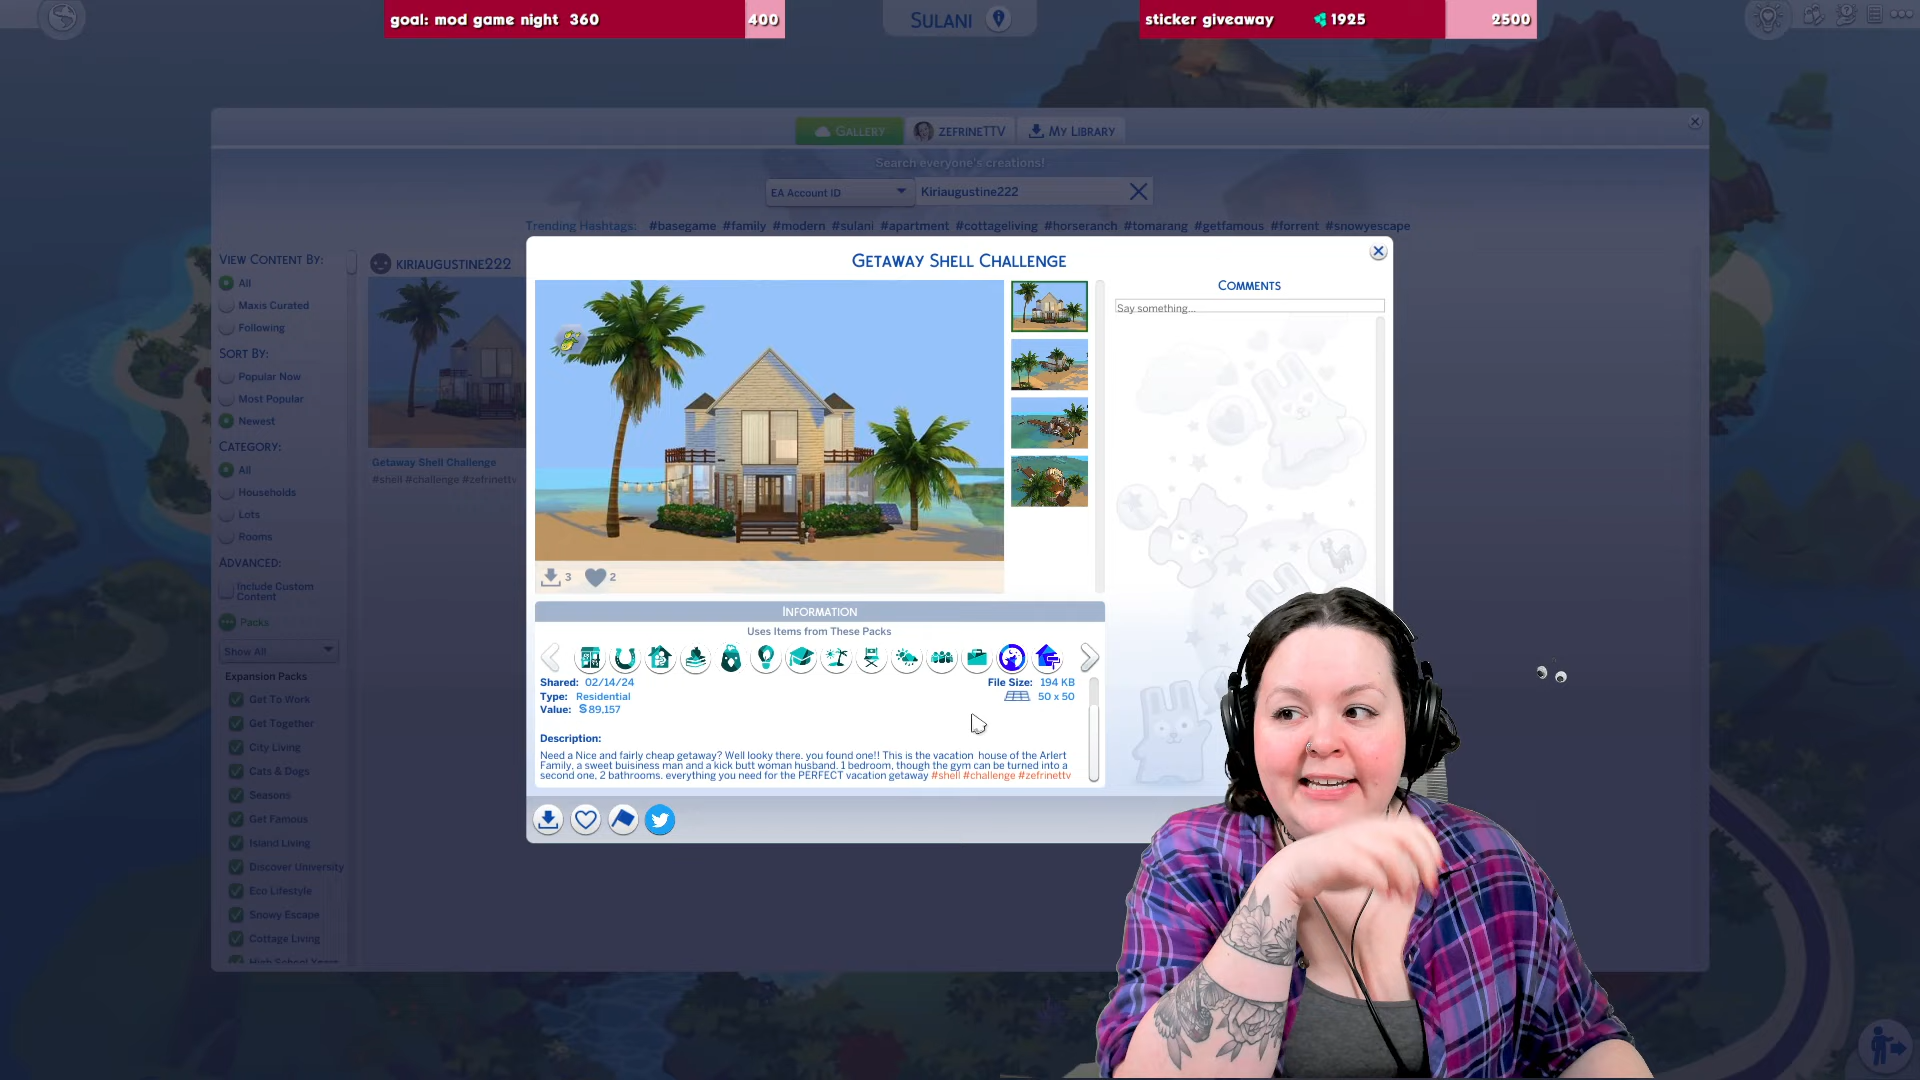 goal: mod game night 360 400
SULANI
sticker giveaway 1925 2500
GALLERY
ZEFRINETTV
MY LIBRARY
Search everyone's creations!
EA Account ID
Kiriaugustine222
Trending Hashtags: #basegame #family #modern #sulani #apartment #cottageliving #horseranch #tomarang #getfamous #forrent #snowyescape
VIEW CONTENT BY:
All
Maxis Curated
Following
SORT BY:
Popular Now
Most Popular
Newest
CATEGORY:
All
Households
Lots
Rooms
ADVANCED:
Include Custom
Content
Packs
Show All
Expansion Packs
Get To Work
Get Together
City Living
Cats & Dogs
Seasons
Get Famous
Island Living
Discover University
Eco Lifestyle
Snowy Escape
Cottage Living
High School Years
KIRIAUGUSTINE222
Getaway Shell Challenge
#shell #challenge #zefrinettv
GETAWAY SHELL CHALLENGE
3
2
INFORMATION
Uses Items from These Packs
Shared: 02/14/24
Type: Residential
Value: §89,157
File Size: 194 KB
50 x 50
Description:
Need a Nice and fairly cheap getaway? Well looky there, you found one!! This is the vacation house of the Arlert
Family, a sweet buisiness man and a kick butt woman husband. 1 bedroom, though the gym can be turned into a
second one, 2 bathrooms. everything you need for the PERFECT vacation getaway #shell #challenge #zefrinettv
COMMENTS
Say something...